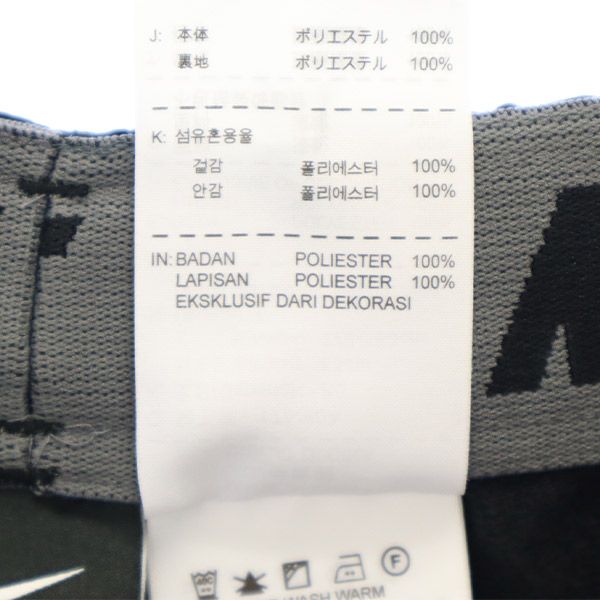 J: 本体 ポリエステル 100%
裏地 ポリエステル 100%
K: 섬유혼용율
겉감 폴리에스터 100%
안감 폴리에스터 100%
IN: BADAN POLIESTER 100%
LAPISAN POLIESTER 100%
EKSKLUSIF DARI DEKORASI
ABC
F
WASH WARM